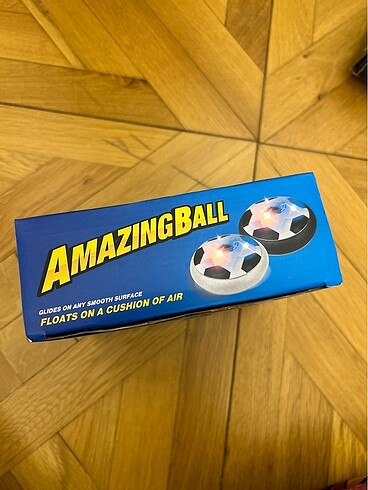 AMAZINGBALL
GLIDES ON ANY SMOOTH SURFACE
FLOATS ON A CUSHION OF AIR